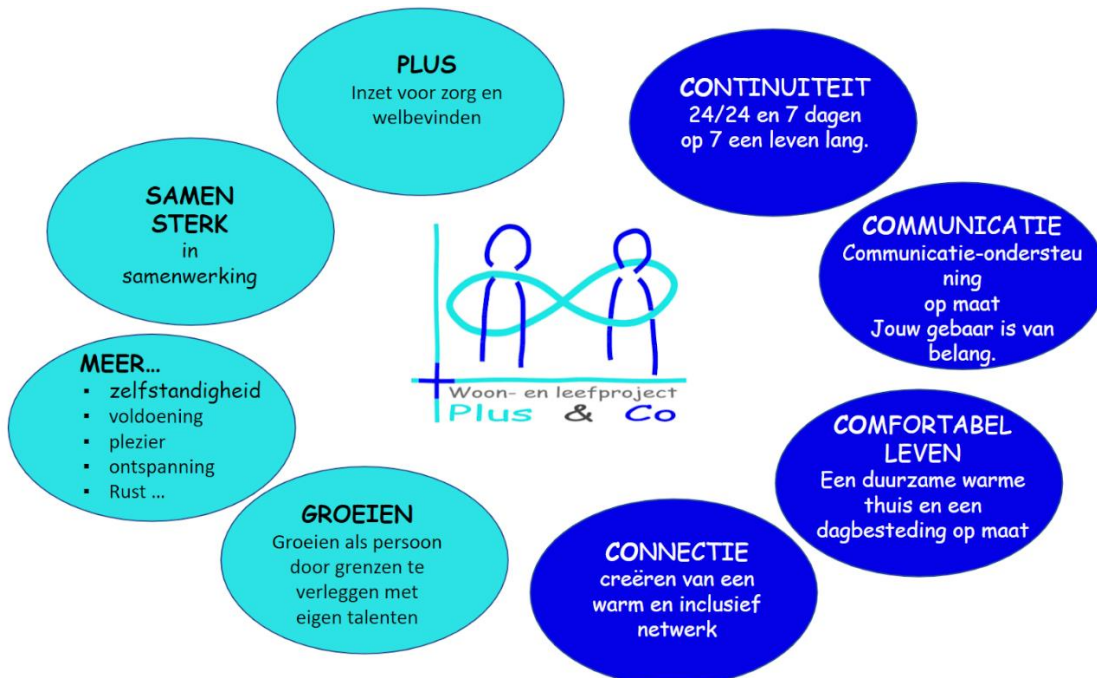 PLUS
Inzet voor zorg en
welbevinden
SAMEN
STERK
in
samenwerking
MEER...
▪ zelfstandigheid
▪ voldoening
▪ plezier
▪ ontspanning
▪ Rust ...
GROEIEN
Groeien als persoon
door grenzen te
verleggen met
eigen talenten
Woon- en leefproject
Plus & Co
CONTINUITEIT
24/24 en 7 dagen
op 7 een leven lang.
COMMUNICATIE
Communicatie-ondersteu
ning
op maat
Jouw gebaar is van
belang.
COMFORTABEL
LEVEN
Een duurzame warme
thuis en een
dagbesteding op maat
CONNECTIE
creëren van een
warm en inclusief
netwerk